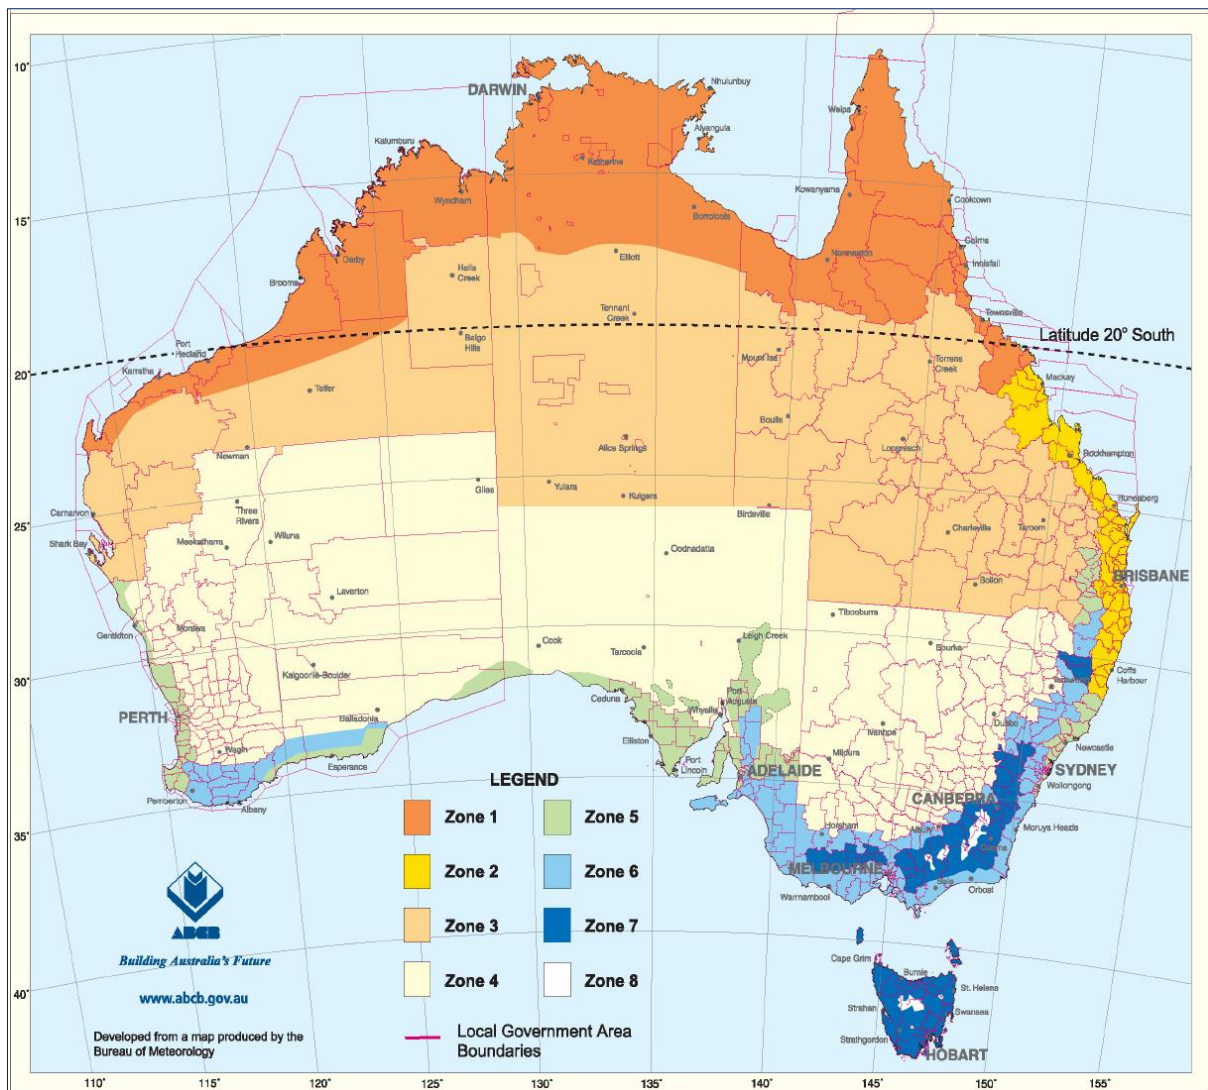 10°
15°
20°
25°
30°
35°
40°
DARWIN
Nhulunbuy
Alyangula
Weipa
Kalumburu
Katherine
Wyndham
Kowanyama
Cooktown
Borroloola
Cairns
Derby
Normanton
Innisfail
Elliott
Halls
Creek
Broome
Tennant
Creek
Townsville
Latitude 20° South
Port
Hedland
Balgo
Hills
Mount Isa
Torrens
Creek
Karratha
Mackay
Telfer
Boulia
Alice Springs
Longreach
Newman
Rockhampton
Giles
Yulara
Kulgera
Three
Rivers
Birdsville
Bundaberg
Carnarvon
Charleville
Taroom
Shark Bay
Meekatharra
Wiluna
Oodnadatta
Bollon
BRISBANE
Laverton
Tibooburra
Geraldton
Morawa
Cook
Leigh Creek
Bourke
Tarcoola
Kalgoorlie-Boulder
Coffs
Harbour
Tamworth
Ceduna
Port
Augusta
PERTH
Whyalla
Balladonia
Dubbo
Ivanhoe
Wagin
Elliston
Newcastle
Mildura
Esperance
Port
Lincoln
ADELAIDE
SYDNEY
Wollongong
Pemberton
Albany
CANBERRA
Horsham
Albury
Moruya Heads
Cooma
MELBOURNE
Sale
Orbost
Warrnambool
Cape Grim
Burnie
St. Helens
Strahan
Swansea
Strathgordon
HOBART
LEGEND
Zone 1
Zone 5
Zone 2
Zone 6
Zone 3
Zone 7
Zone 4
Zone 8
Local Government Area
Boundaries
ABCB
Building Australia's Future
www.abcb.gov.au
Developed from a map produced by the
Bureau of Meteorology
110° 115° 120° 125° 130° 135° 140° 145° 150° 155°